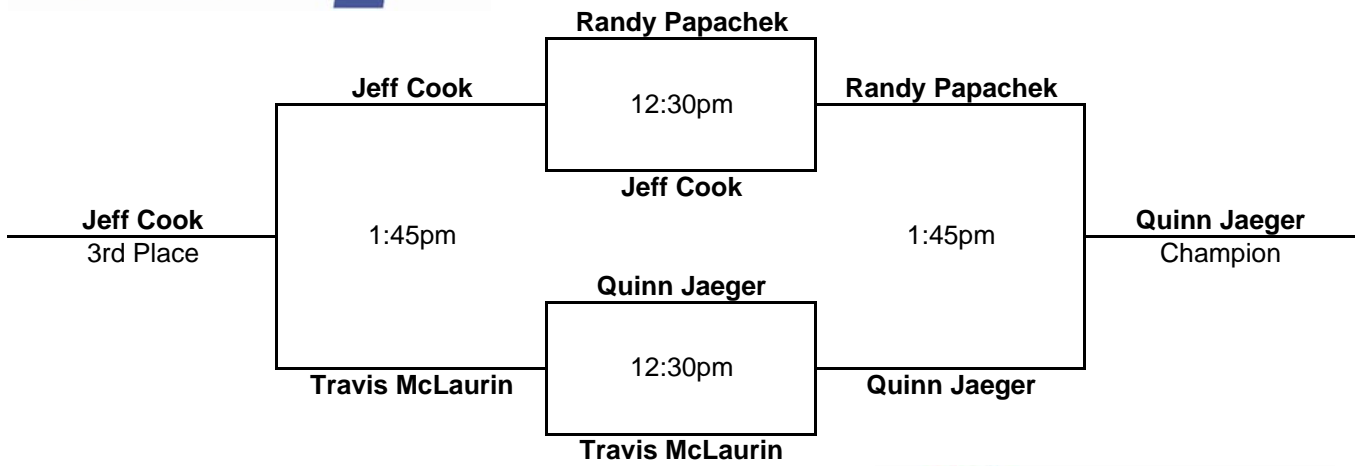 Randy Papachek
Jeff Cook
Randy Papachek
12:30pm
Jeff Cook
Jeff Cook
1:45pm
1:45pm
Quinn Jaeger
3rd Place
Champion
Quinn Jaeger
12:30pm
Travis McLaurin
Quinn Jaeger
Travis McLaurin